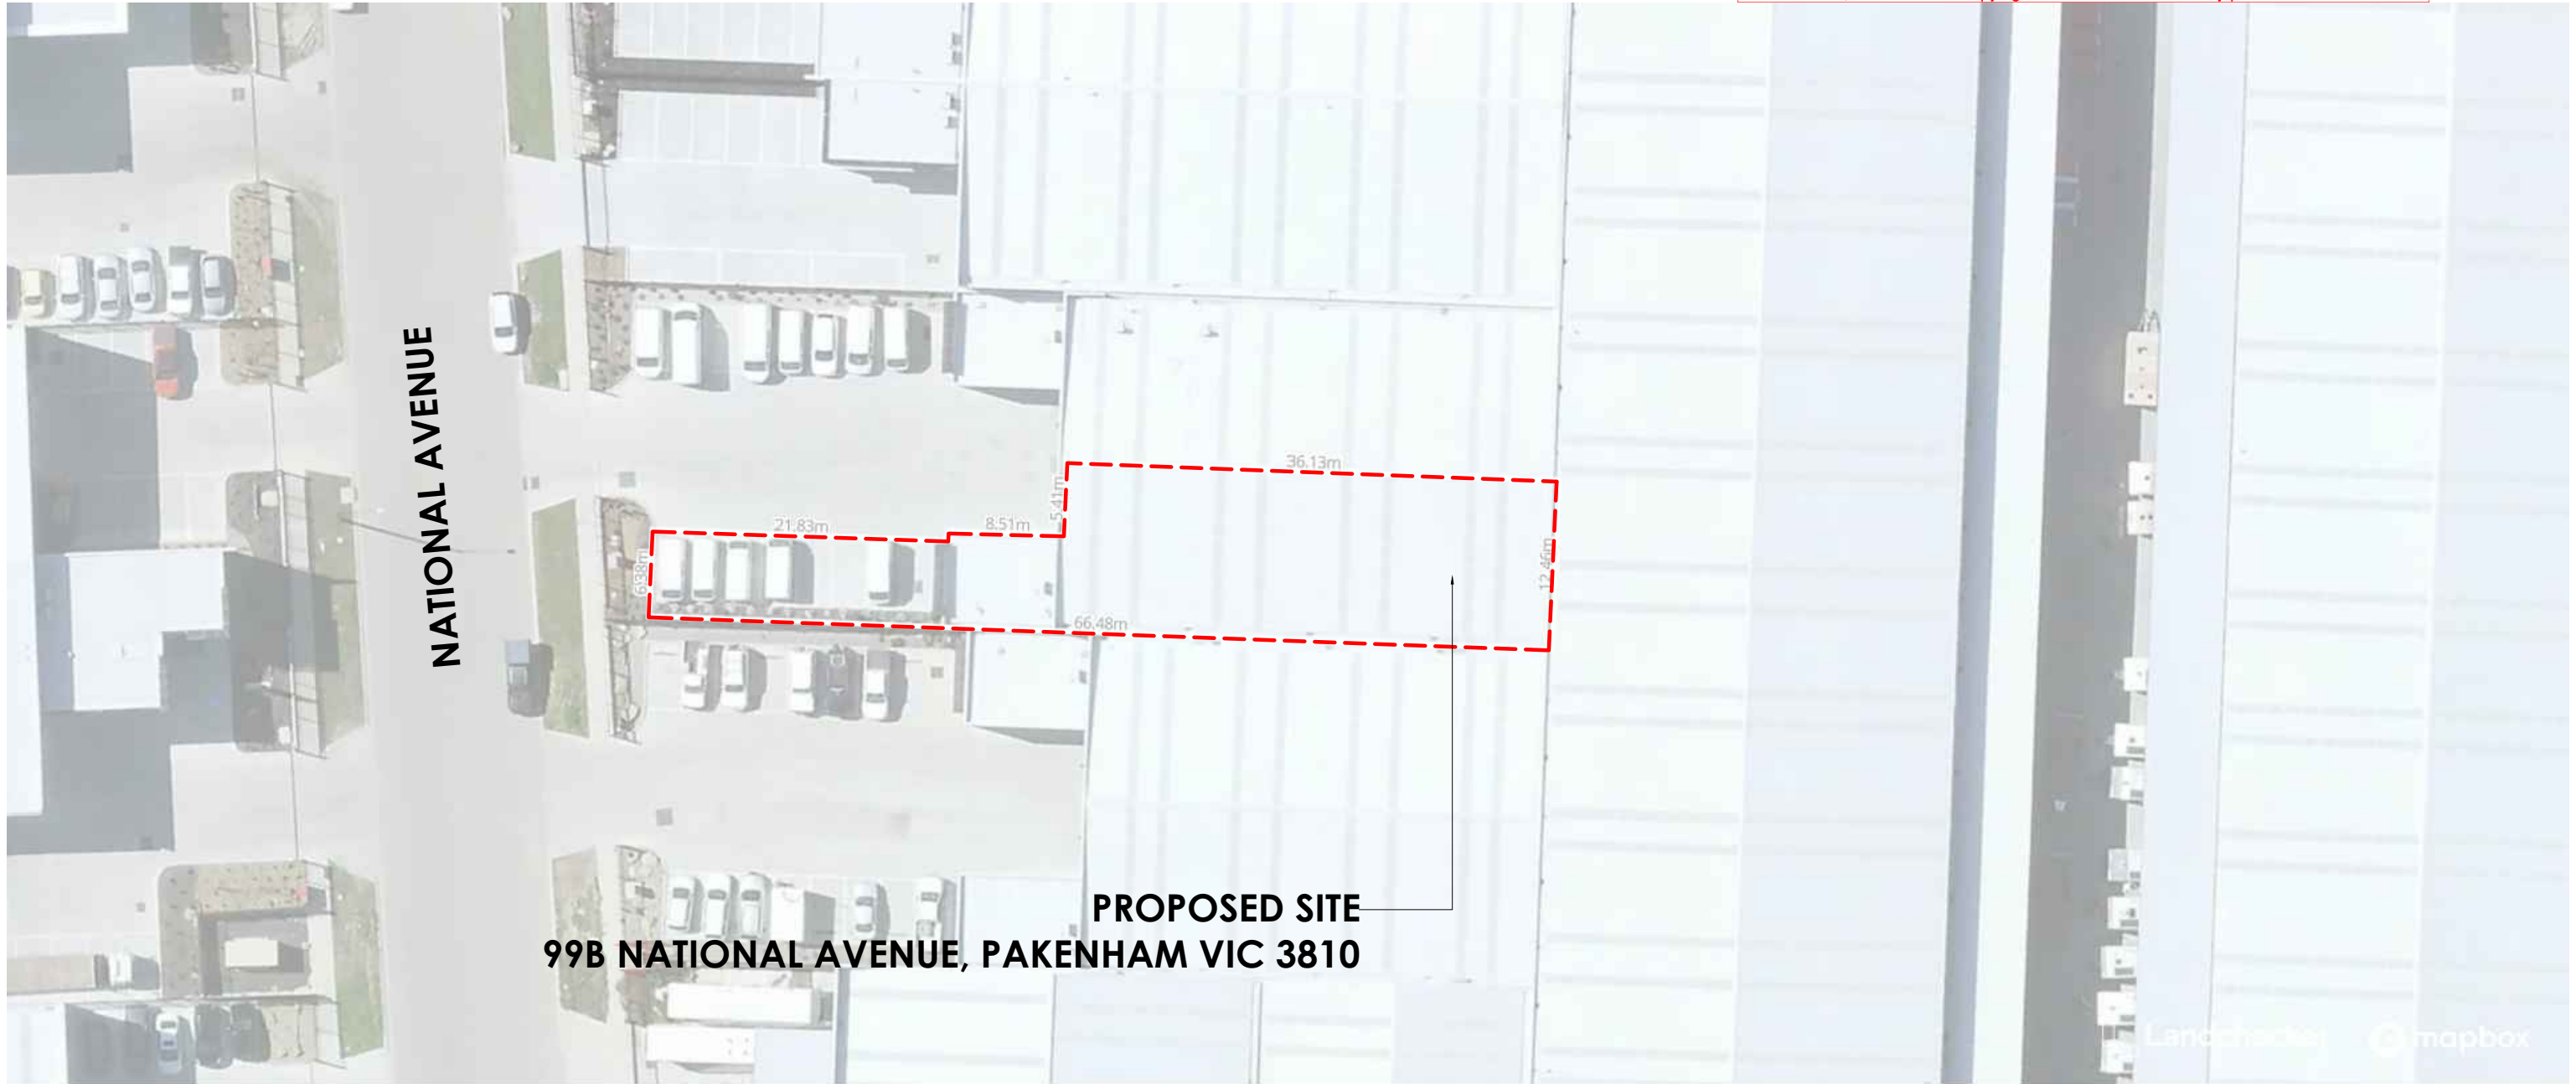 NATIONAL AVENUE
36.13m
5.41m
21.83m
8.51m
6.38m
12.46m
66.48m
PROPOSED SITE
99B NATIONAL AVENUE, PAKENHAM VIC 3810
Landchecker
mapbox